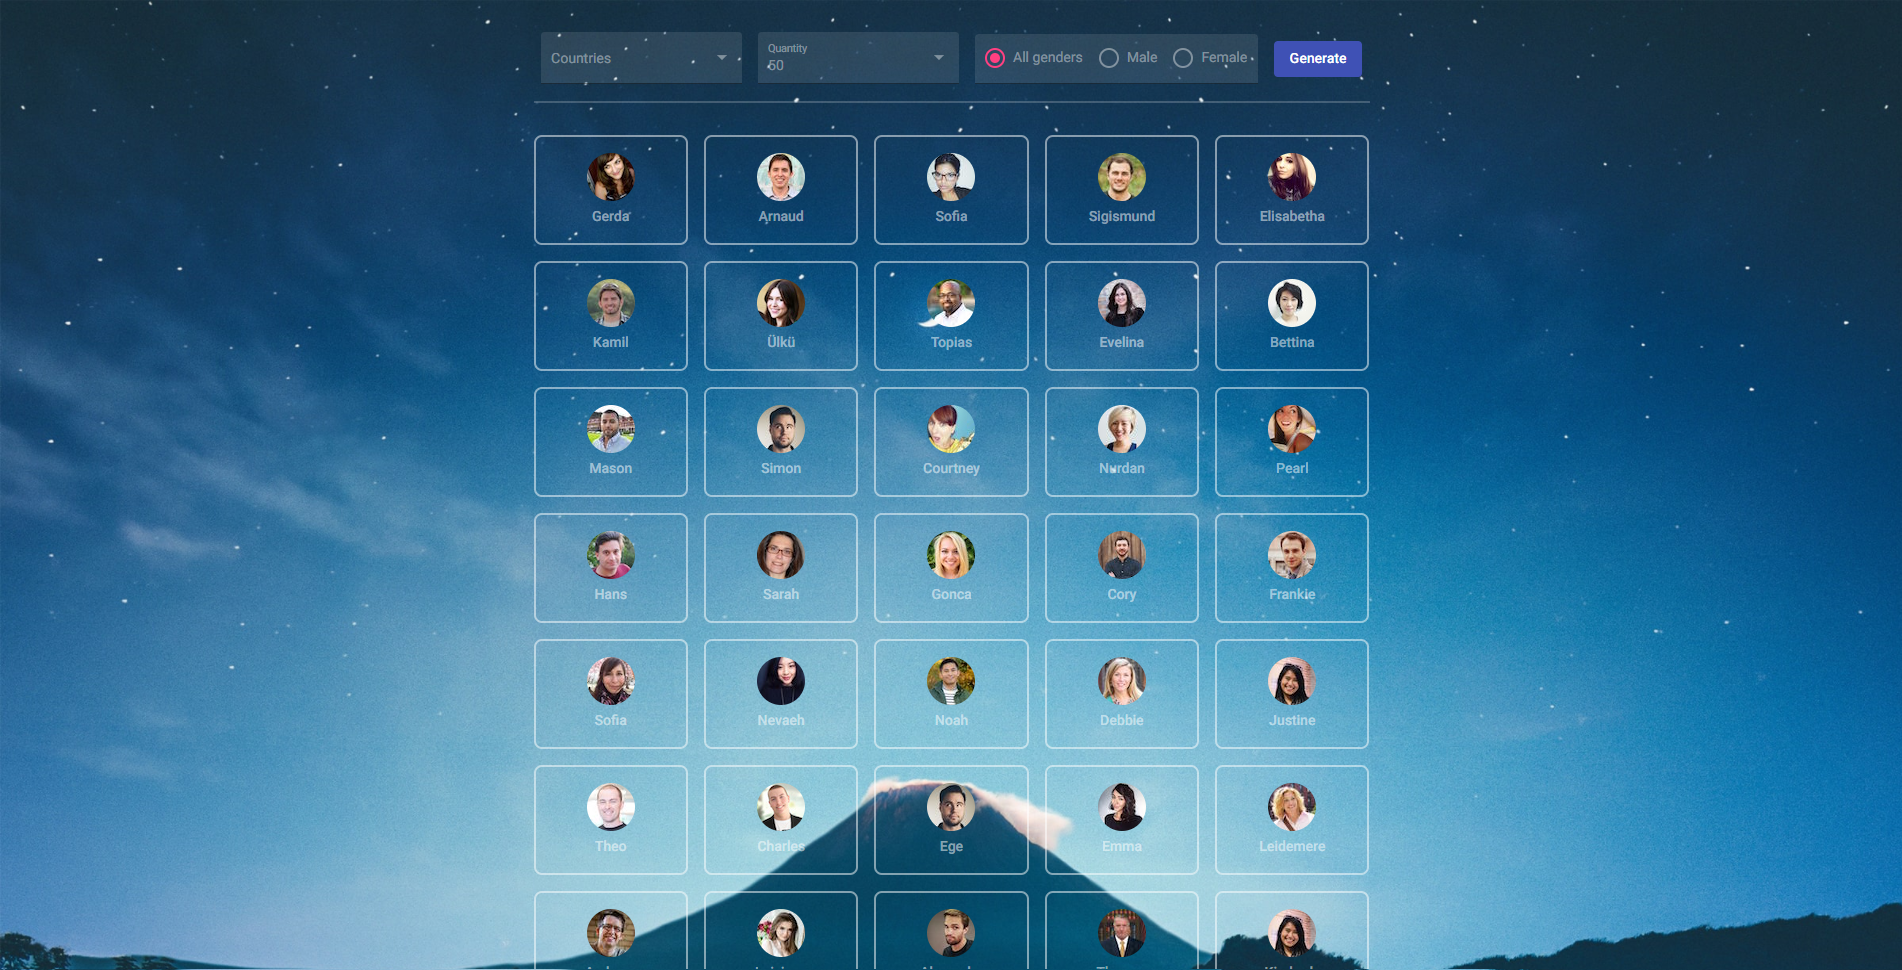 Countries
Quantity
50
All genders
Male
Female
Generate
Gerda
Arnaud
Sofia
Sigismund
Elisabetha
Kamil
Ülkü
Topias
Evelina
Bettina
Mason
Simon
Courtney
Nurdan
Pearl
Hans
Sarah
Gonca
Cory
Frankie
Sofia
Nevaeh
Noah
Debbie
Justine
Theo
Charles
Ege
Emma
Leidemere